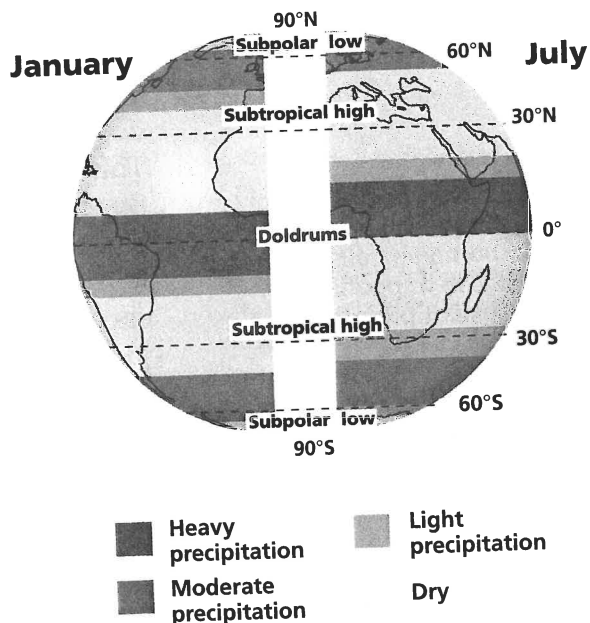 90°N
Subpolar low
January
60°N
July
Subtropical high
30°N
Doldrums
0°
Subtropical high
30°S
60°S
Subpolar low
90°S
Heavy
precipitation
Light
precipitation
Moderate
precipitation
Dry